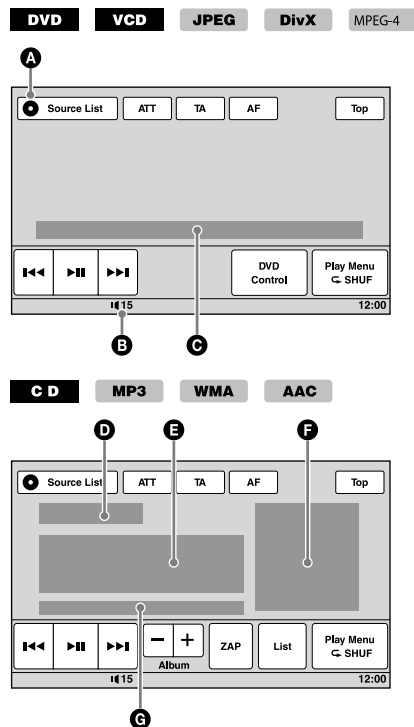 DVD VCD JPEG DivX MPEG-4
A
Source List ATT TA AF Top
DVD Control Play Menu SHUF
15 12:00
B C
C D MP3 WMA AAC
D E F
Source List ATT TA AF Top
− + ZAP List Play Menu SHUF
Album
15 12:00
G